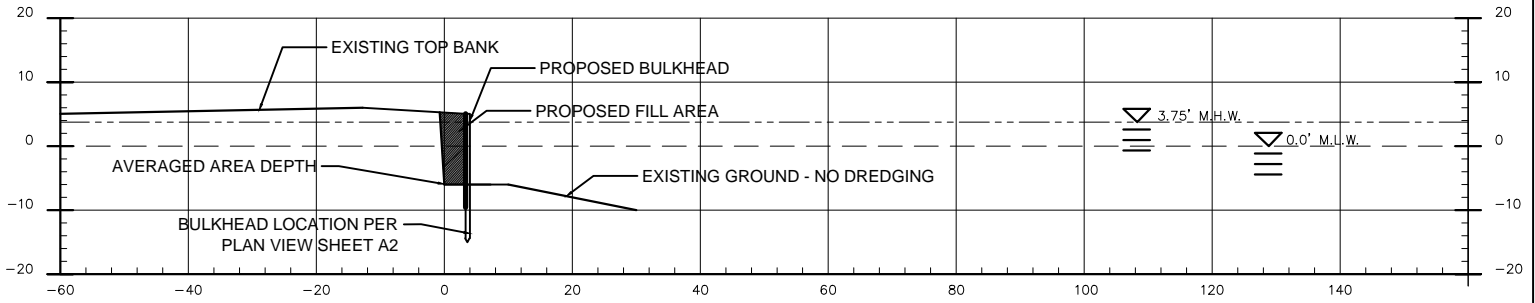 20
20
EXISTING TOP BANK
PROPOSED BULKHEAD
10
10
PROPOSED FILL AREA
3.75' M.H.W.
0
0.0' M.L.W.
0
AVERAGED AREA DEPTH
EXISTING GROUND - NO DREDGING
-10
-10
BULKHEAD LOCATION PER
PLAN VIEW SHEET A2
-20
-20
-60 -40 -20 0 20 40 60 80 100 120 140